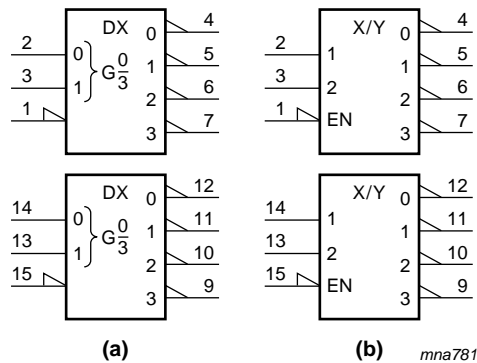 DX X/Y
2 0 0 4 2 1 0 4
3 1 G 0/3 1 5 3 2 1 5
2 6 2 6
1 3 7 1 EN 3 7
DX X/Y
14 0 0 12 14 1 0 12
13 1 G 0/3 1 11 13 2 1 11
2 10 2 10
15 3 9 15 EN 3 9
(a) (b) mna781